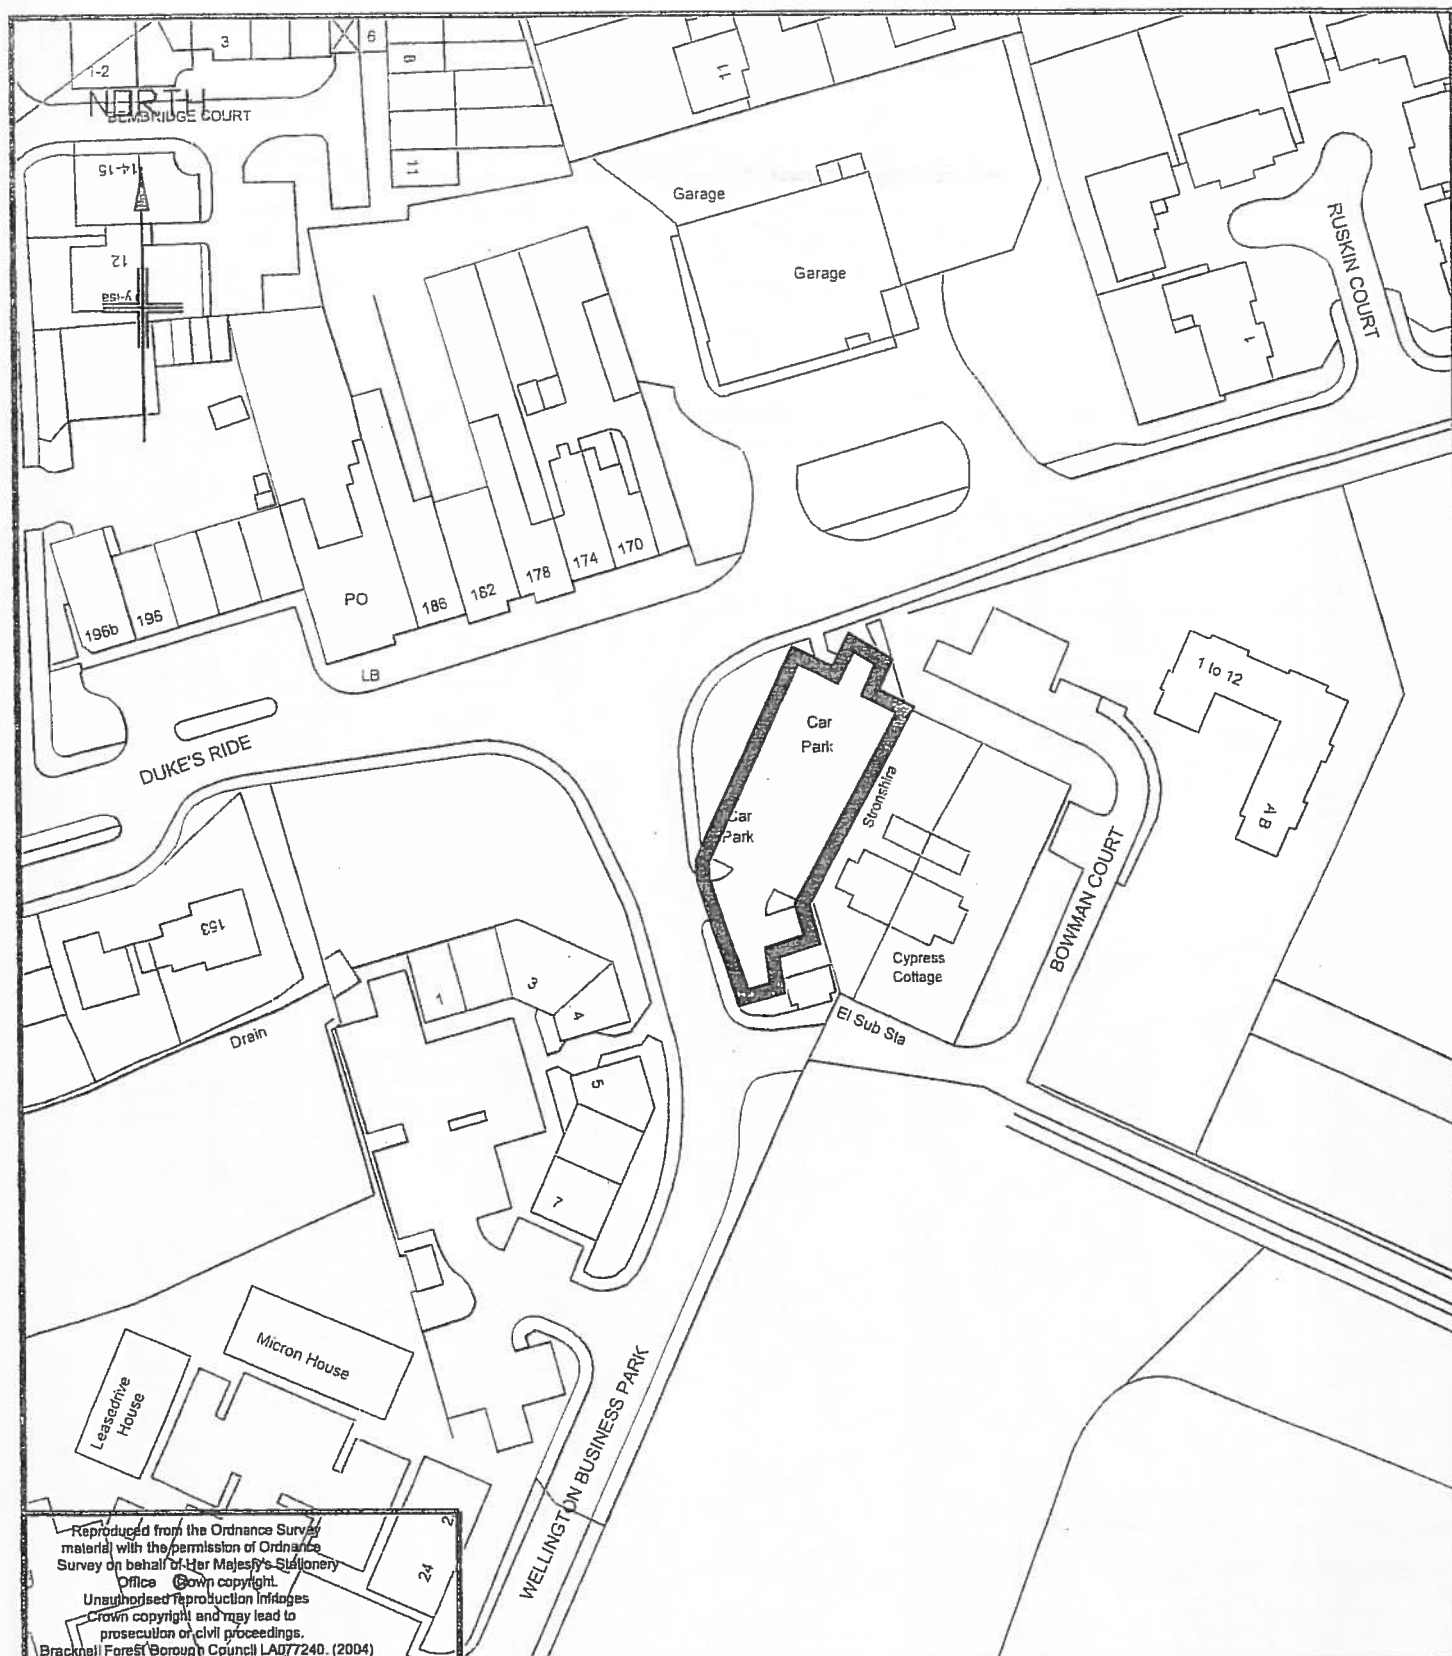 1-2
3
6
8
11
NORTH
BEMBRIDGE COURT
14-15
12
11
Garage
Garage
RUSKIN COURT
1
196b
195
PO
186
182
178
174
170
LB
DUKE'S RIDE
Car
Park
Car
Park
Stronshira
1 to 12
A B
BOWMAN COURT
Cypress
Cottage
El Sub Sta
153
Drain
1
3
4
5
7
Micron House
Leasedrive
House
WELLINGTON BUSINESS PARK
24
2
Reproduced from the Ordnance Survey
material with the permission of Ordnance
Survey on behalf of Her Majesty's Stationery
Office © Crown copyright.
Unauthorised reproduction infringes
Crown copyright and may lead to
prosecution or civil proceedings.
Bracknell Forest Borough Council LA077240. (2004)